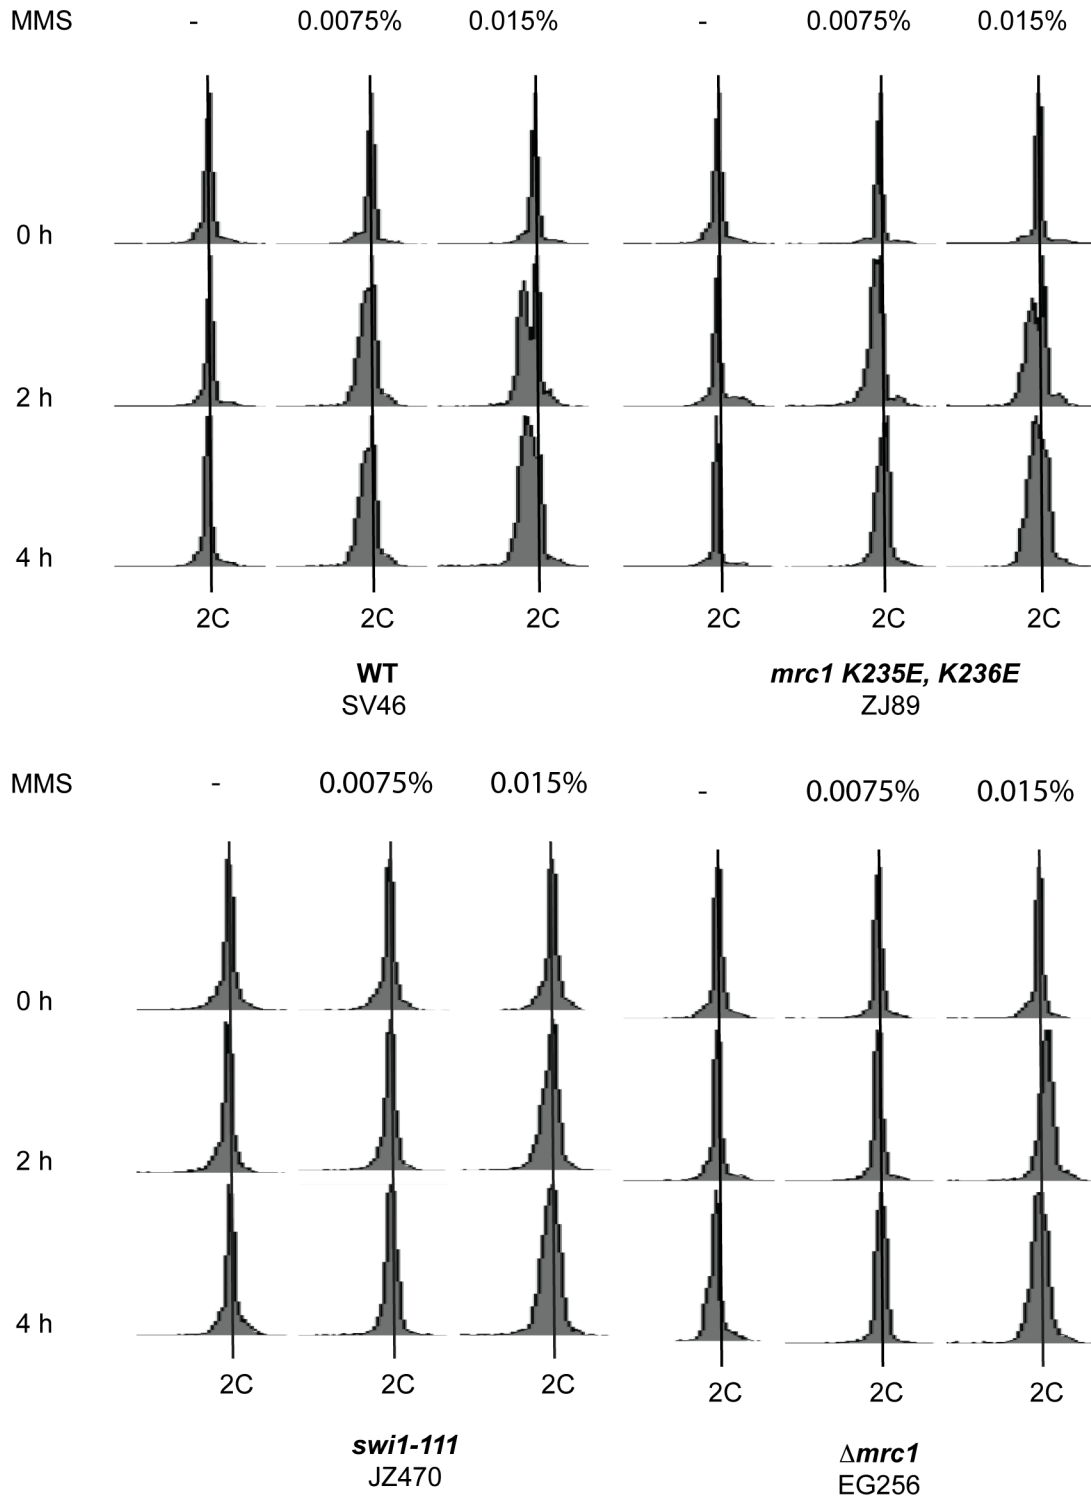 MMS - 0.0075% 0.015% - 0.0075% 0.015%
0 h
2 h
4 h
2C 2C 2C 2C 2C 2C
WT mrc1 K235E, K236E
SV46 ZJ89
MMS - 0.0075% 0.015% - 0.0075% 0.015%
0 h
2 h
4 h
2C 2C 2C 2C 2C 2C
swi1-111 Δmrc1
JZ470 EG256